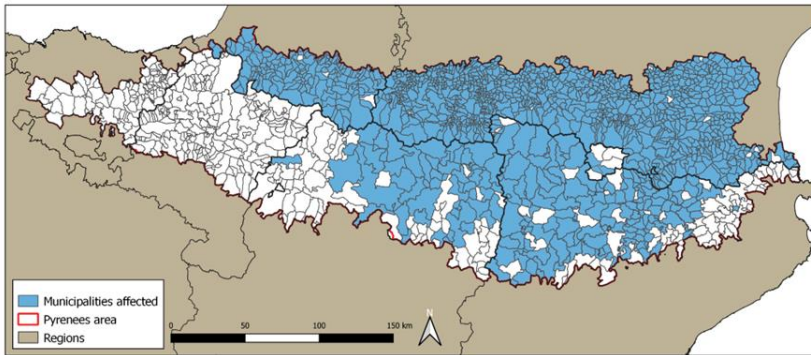 Municipalities affected
Pyrenees area
Regions
0 50 100 150 km
N